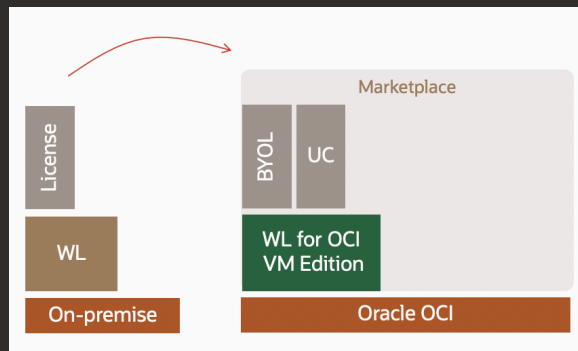 Marketplace
License
BYOL
UC
WL
WL for OCI
VM Edition
On-premise
Oracle OCI